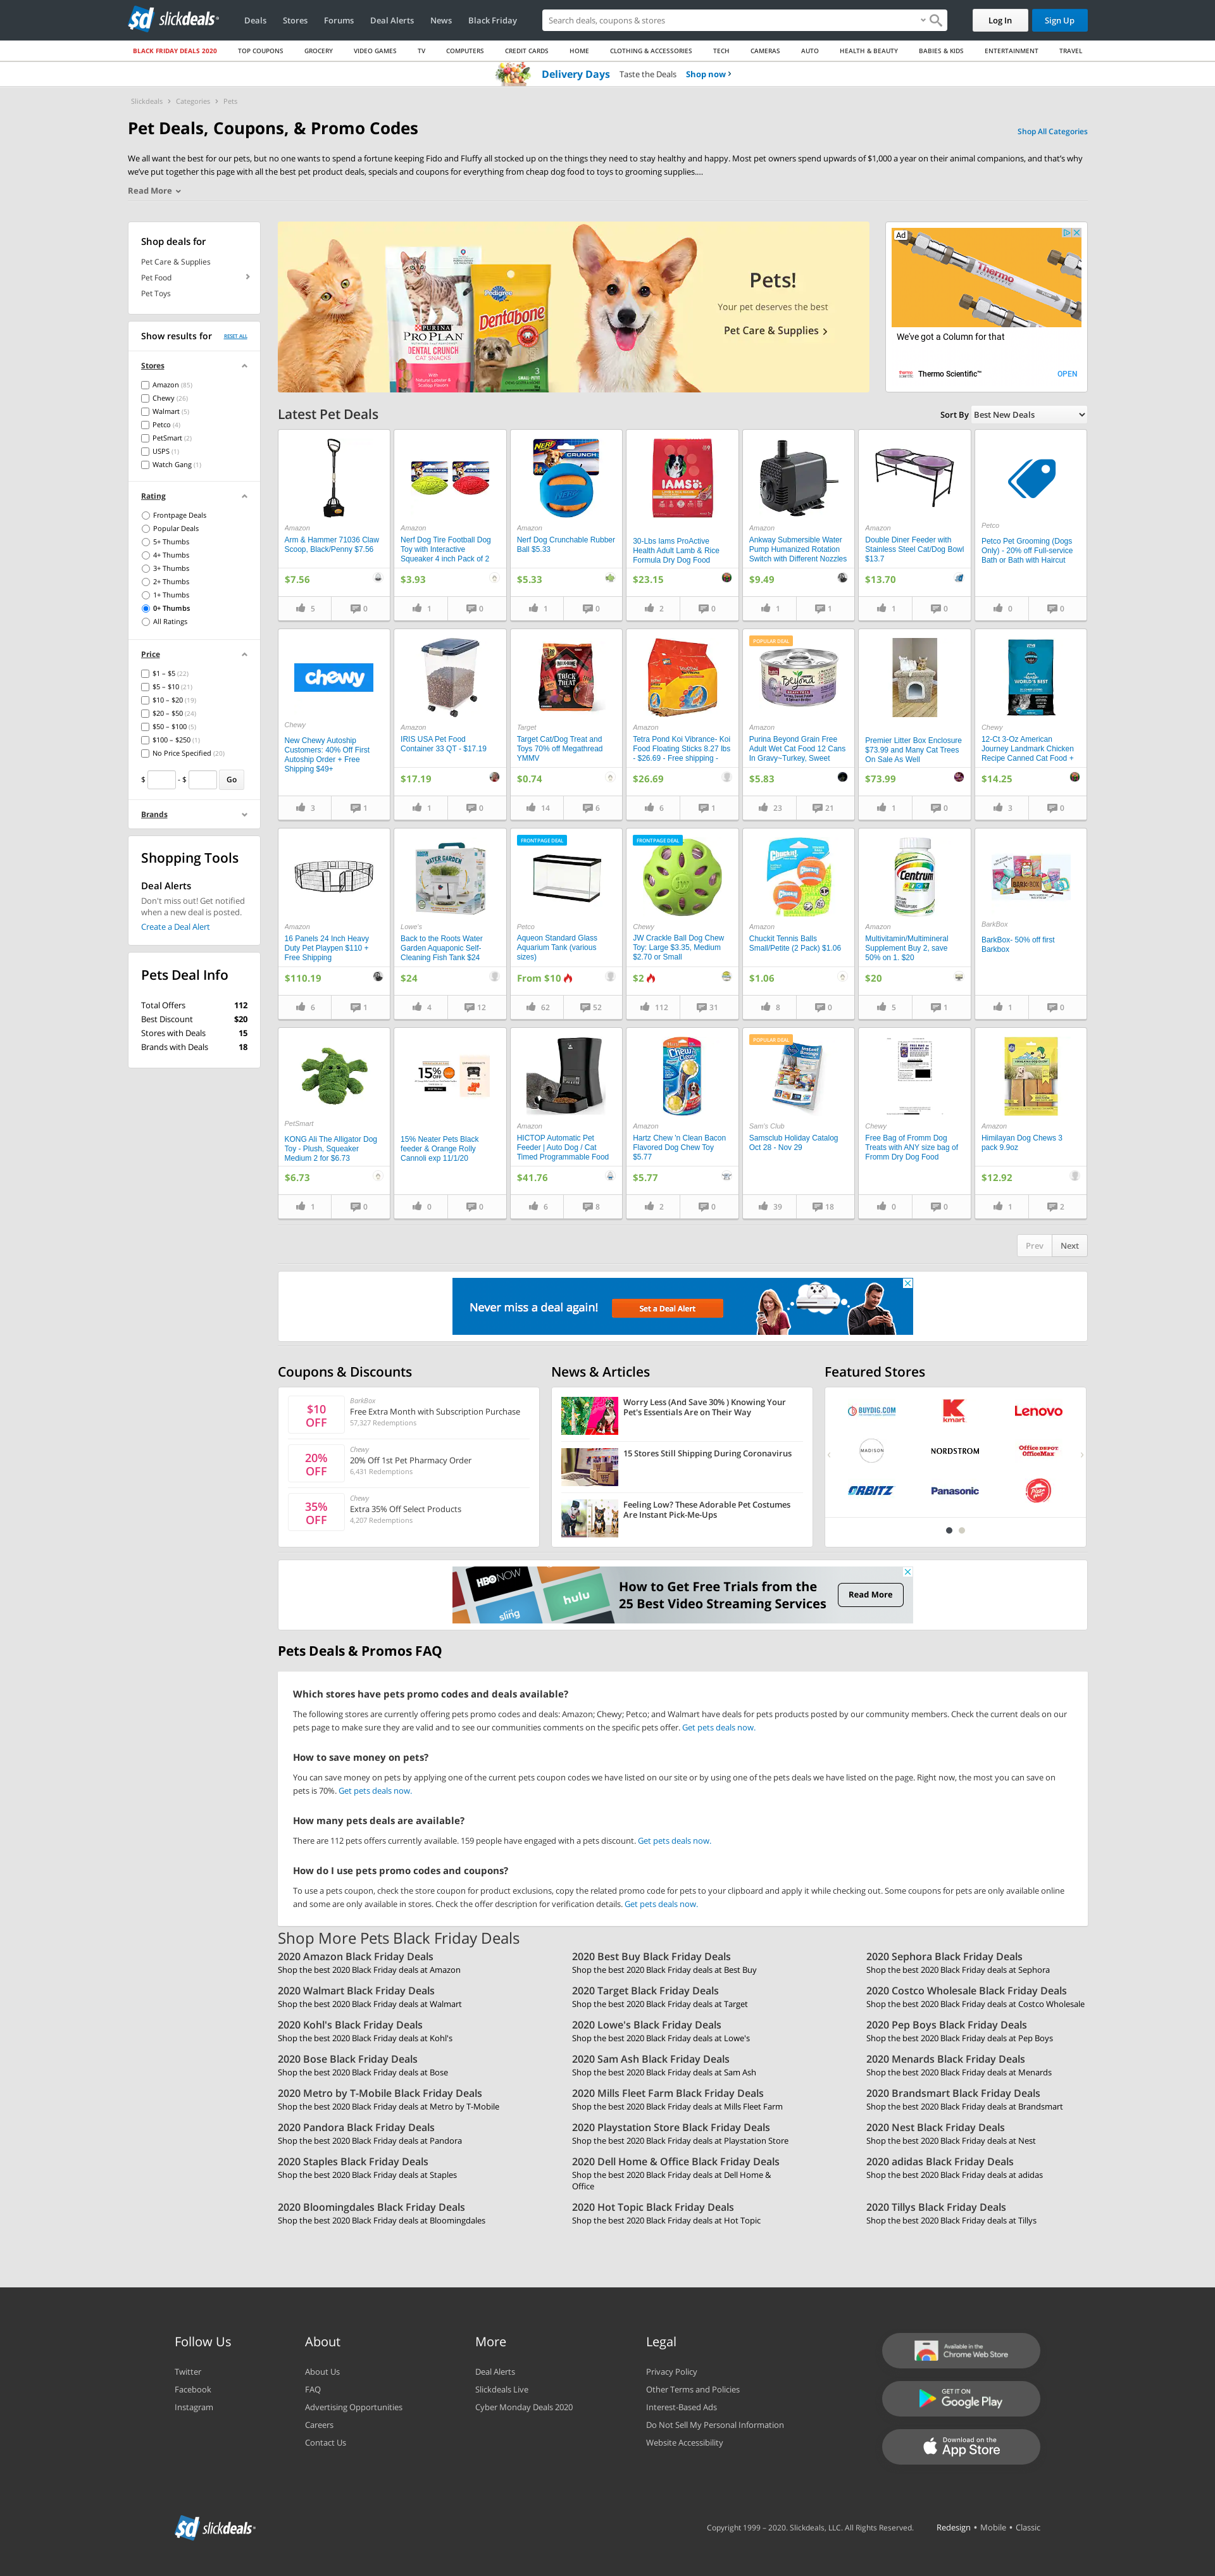 slickdeals
Deals
Stores
Forums
Deal Alerts
News
Black Friday
Search deals, coupons & stores
Log In
Sign Up
BLACK FRIDAY DEALS 2020
TOP COUPONS
GROCERY
VIDEO GAMES
TV
COMPUTERS
CREDIT CARDS
HOME
CLOTHING & ACCESSORIES
TECH
CAMERAS
AUTO
HEALTH & BEAUTY
BABIES & KIDS
ENTERTAINMENT
TRAVEL
Delivery Days Taste the Deals Shop now
Slickdeals > Categories > Pets
Pet Deals, Coupons, & Promo Codes
Shop All Categories
We all want the best for our pets, but no one wants to spend a fortune keeping Fido and Fluffy all stocked up on the things they need to stay healthy and happy. Most pet owners spend upwards of $1,000 a year on their animal companions, and that's why
we've put together this page with all the best pet product deals, specials and coupons for everything from cheap dog food to toys to grooming supplies....
Read More
Shop deals for
Pet Care & Supplies
Pet Food
Pet Toys
Show results for
RESET ALL
Stores
Amazon (85)
Chewy (26)
Walmart (5)
Petco (4)
PetSmart (2)
USPS (1)
Watch Gang (1)
Rating
Frontpage Deals
Popular Deals
5+ Thumbs
4+ Thumbs
3+ Thumbs
2+ Thumbs
1+ Thumbs
0+ Thumbs
All Ratings
Price
$1 – $5 (22)
$5 – $10 (21)
$10 – $20 (19)
$20 – $50 (24)
$50 – $100 (5)
$100 – $250 (1)
No Price Specified (20)
$ - $ Go
Brands
Shopping Tools
Deal Alerts
Don't miss out! Get notified
when a new deal is posted.
Create a Deal Alert
Pets Deal Info
Total Offers 112
Best Discount $20
Stores with Deals 15
Brands with Deals 18
PURINA
PRO PLAN
DENTAL CRUNCH
CAT SNACKS
Pedigree
Dentabone
Pets!
Your pet deserves the best
Pet Care & Supplies
Ad
Thermo
We've got a Column for that
Thermo Scientific™
OPEN
Latest Pet Deals
Sort By Best New Deals
Amazon
Arm & Hammer 71036 Claw
Scoop, Black/Penny $7.56
$7.56
5
0
Amazon
Nerf Dog Tire Football Dog
Toy with Interactive
Squeaker 4 inch Pack of 2
$3.93
1
0
NERF
CRUNCH
Amazon
Nerf Dog Crunchable Rubber
Ball $5.33
$5.33
1
0
IAMS
30-Lbs Iams ProActive
Health Adult Lamb & Rice
Formula Dry Dog Food
$23.15
2
0
Amazon
Ankway Submersible Water
Pump Humanized Rotation
Switch with Different Nozzles
$9.49
1
1
Amazon
Double Diner Feeder with
Stainless Steel Cat/Dog Bowl
$13.7
$13.70
1
0
Petco
Petco Pet Grooming (Dogs
Only) - 20% off Full-service
Bath or Bath with Haircut
0
0
chewy
Chewy
New Chewy Autoship
Customers: 40% Off First
Autoship Order + Free
Shipping $49+
3
1
Amazon
IRIS USA Pet Food
Container 33 QT - $17.19
$17.19
1
0
TRICK
TREAT
Target
Target Cat/Dog Treat and
Toys 70% off Megathread
YMMV
$0.74
14
6
Amazon
Tetra Pond Koi Vibrance- Koi
Food Floating Sticks 8.27 lbs
- $26.69 - Free shipping -
$26.69
6
1
POPULAR DEAL
Beyond
Amazon
Purina Beyond Grain Free
Adult Wet Cat Food 12 Cans
In Gravy~Turkey, Sweet
$5.83
23
21
Premier Litter Box Enclosure
$73.99 and Many Cat Trees
On Sale As Well
$73.99
1
0
WORLD'S BEST
Chewy
12-Ct 3-Oz American
Journey Landmark Chicken
Recipe Canned Cat Food +
$14.25
3
0
Amazon
16 Panels 24 Inch Heavy
Duty Pet Playpen $110 +
Free Shipping
$110.19
6
1
WATER GARDEN
Lowe's
Back to the Roots Water
Garden Aquaponic Self-
Cleaning Fish Tank $24
$24
4
12
FRONTPAGE DEAL
Petco
Aqueon Standard Glass
Aquarium Tank (various
sizes)
From $10
62
52
FRONTPAGE DEAL
Chewy
JW Crackle Ball Dog Chew
Toy: Large $3.35, Medium
$2.70 or Small
$2
112
31
Chuckit!
Amazon
Chuckit Tennis Balls
Small/Petite (2 Pack) $1.06
$1.06
8
0
Centrum
Amazon
Multivitamin/Multimineral
Supplement Buy 2, save
50% on 1. $20
$20
5
1
BARKBOX
BarkBox
BarkBox- 50% off first
Barkbox
1
0
PetSmart
KONG Ali The Alligator Dog
Toy - Plush, Squeaker
Medium 2 for $6.73
$6.73
1
0
15%
OFF
15% Neater Pets Black
feeder & Orange Rolly
Cannoli exp 11/1/20
0
0
Amazon
HICTOP Automatic Pet
Feeder | Auto Dog / Cat
Timed Programmable Food
$41.76
6
8
Chew
Amazon
Hartz Chew 'n Clean Bacon
Flavored Dog Chew Toy
$5.77
$5.77
2
0
POPULAR DEAL
Sam's Club
Samsclub Holiday Catalog
Oct 28 - Nov 29
39
18
Chewy
Free Bag of Fromm Dog
Treats with ANY size bag of
Fromm Dry Dog Food
0
0
Amazon
Himilayan Dog Chews 3
pack 9.9oz
$12.92
1
2
Prev
Next
Never miss a deal again! Set a Deal Alert
Coupons & Discounts
$10
OFF
BarkBox
Free Extra Month with Subscription Purchase
57,327 Redemptions
20%
OFF
Chewy
20% Off 1st Pet Pharmacy Order
6,431 Redemptions
35%
OFF
Chewy
Extra 35% Off Select Products
4,207 Redemptions
News & Articles
Worry Less (And Save 30% ) Knowing Your
Pet's Essentials Are on Their Way
15 Stores Still Shipping During Coronavirus
Feeling Low? These Adorable Pet Costumes
Are Instant Pick-Me-Ups
Featured Stores
BUYDIG.COM
kmart
Lenovo
MADISON
NORDSTROM
Office DEPOT
OfficeMax
ORBITZ
Panasonic
Pizza Hut
HBO NOW
sling
hulu
How to Get Free Trials from the
25 Best Video Streaming Services
Read More
Pets Deals & Promos FAQ
Which stores have pets promo codes and deals available?
The following stores are currently offering pets promo codes and deals: Amazon; Chewy; Petco; and Walmart have deals for pets products posted by our community members. Check the current deals on our
pets page to make sure they are valid and to see our communities comments on the specific pets offer. Get pets deals now.
How to save money on pets?
You can save money on pets by applying one of the current pets coupon codes we have listed on our site or by using one of the pets deals we have listed on the page. Right now, the most you can save on
pets is 70%. Get pets deals now.
How many pets deals are available?
There are 112 pets offers currently available. 159 people have engaged with a pets discount. Get pets deals now.
How do I use pets promo codes and coupons?
To use a pets coupon, check the store coupon for product exclusions, copy the related promo code for pets to your clipboard and apply it while checking out. Some coupons for pets are only available online
and some are only available in stores. Check the offer description for verification details. Get pets deals now.
Shop More Pets Black Friday Deals
2020 Amazon Black Friday Deals
Shop the best 2020 Black Friday deals at Amazon
2020 Best Buy Black Friday Deals
Shop the best 2020 Black Friday deals at Best Buy
2020 Sephora Black Friday Deals
Shop the best 2020 Black Friday deals at Sephora
2020 Walmart Black Friday Deals
Shop the best 2020 Black Friday deals at Walmart
2020 Target Black Friday Deals
Shop the best 2020 Black Friday deals at Target
2020 Costco Wholesale Black Friday Deals
Shop the best 2020 Black Friday deals at Costco Wholesale
2020 Kohl's Black Friday Deals
Shop the best 2020 Black Friday deals at Kohl's
2020 Lowe's Black Friday Deals
Shop the best 2020 Black Friday deals at Lowe's
2020 Pep Boys Black Friday Deals
Shop the best 2020 Black Friday deals at Pep Boys
2020 Bose Black Friday Deals
Shop the best 2020 Black Friday deals at Bose
2020 Sam Ash Black Friday Deals
Shop the best 2020 Black Friday deals at Sam Ash
2020 Menards Black Friday Deals
Shop the best 2020 Black Friday deals at Menards
2020 Metro by T-Mobile Black Friday Deals
Shop the best 2020 Black Friday deals at Metro by T-Mobile
2020 Mills Fleet Farm Black Friday Deals
Shop the best 2020 Black Friday deals at Mills Fleet Farm
2020 Brandsmart Black Friday Deals
Shop the best 2020 Black Friday deals at Brandsmart
2020 Pandora Black Friday Deals
Shop the best 2020 Black Friday deals at Pandora
2020 Playstation Store Black Friday Deals
Shop the best 2020 Black Friday deals at Playstation Store
2020 Nest Black Friday Deals
Shop the best 2020 Black Friday deals at Nest
2020 Staples Black Friday Deals
Shop the best 2020 Black Friday deals at Staples
2020 Dell Home & Office Black Friday Deals
Shop the best 2020 Black Friday deals at Dell Home &
Office
2020 adidas Black Friday Deals
Shop the best 2020 Black Friday deals at adidas
2020 Bloomingdales Black Friday Deals
Shop the best 2020 Black Friday deals at Bloomingdales
2020 Hot Topic Black Friday Deals
Shop the best 2020 Black Friday deals at Hot Topic
2020 Tillys Black Friday Deals
Shop the best 2020 Black Friday deals at Tillys
Follow Us
Twitter
Facebook
Instagram
About
About Us
FAQ
Advertising Opportunities
Careers
Contact Us
More
Deal Alerts
Slickdeals Live
Cyber Monday Deals 2020
Legal
Privacy Policy
Other Terms and Policies
Interest-Based Ads
Do Not Sell My Personal Information
Website Accessibility
Available in the
Chrome Web Store
GET IT ON
Google Play
Download on the
App Store
slickdeals
Copyright 1999 – 2020. Slickdeals, LLC. All Rights Reserved.
Redesign • Mobile • Classic